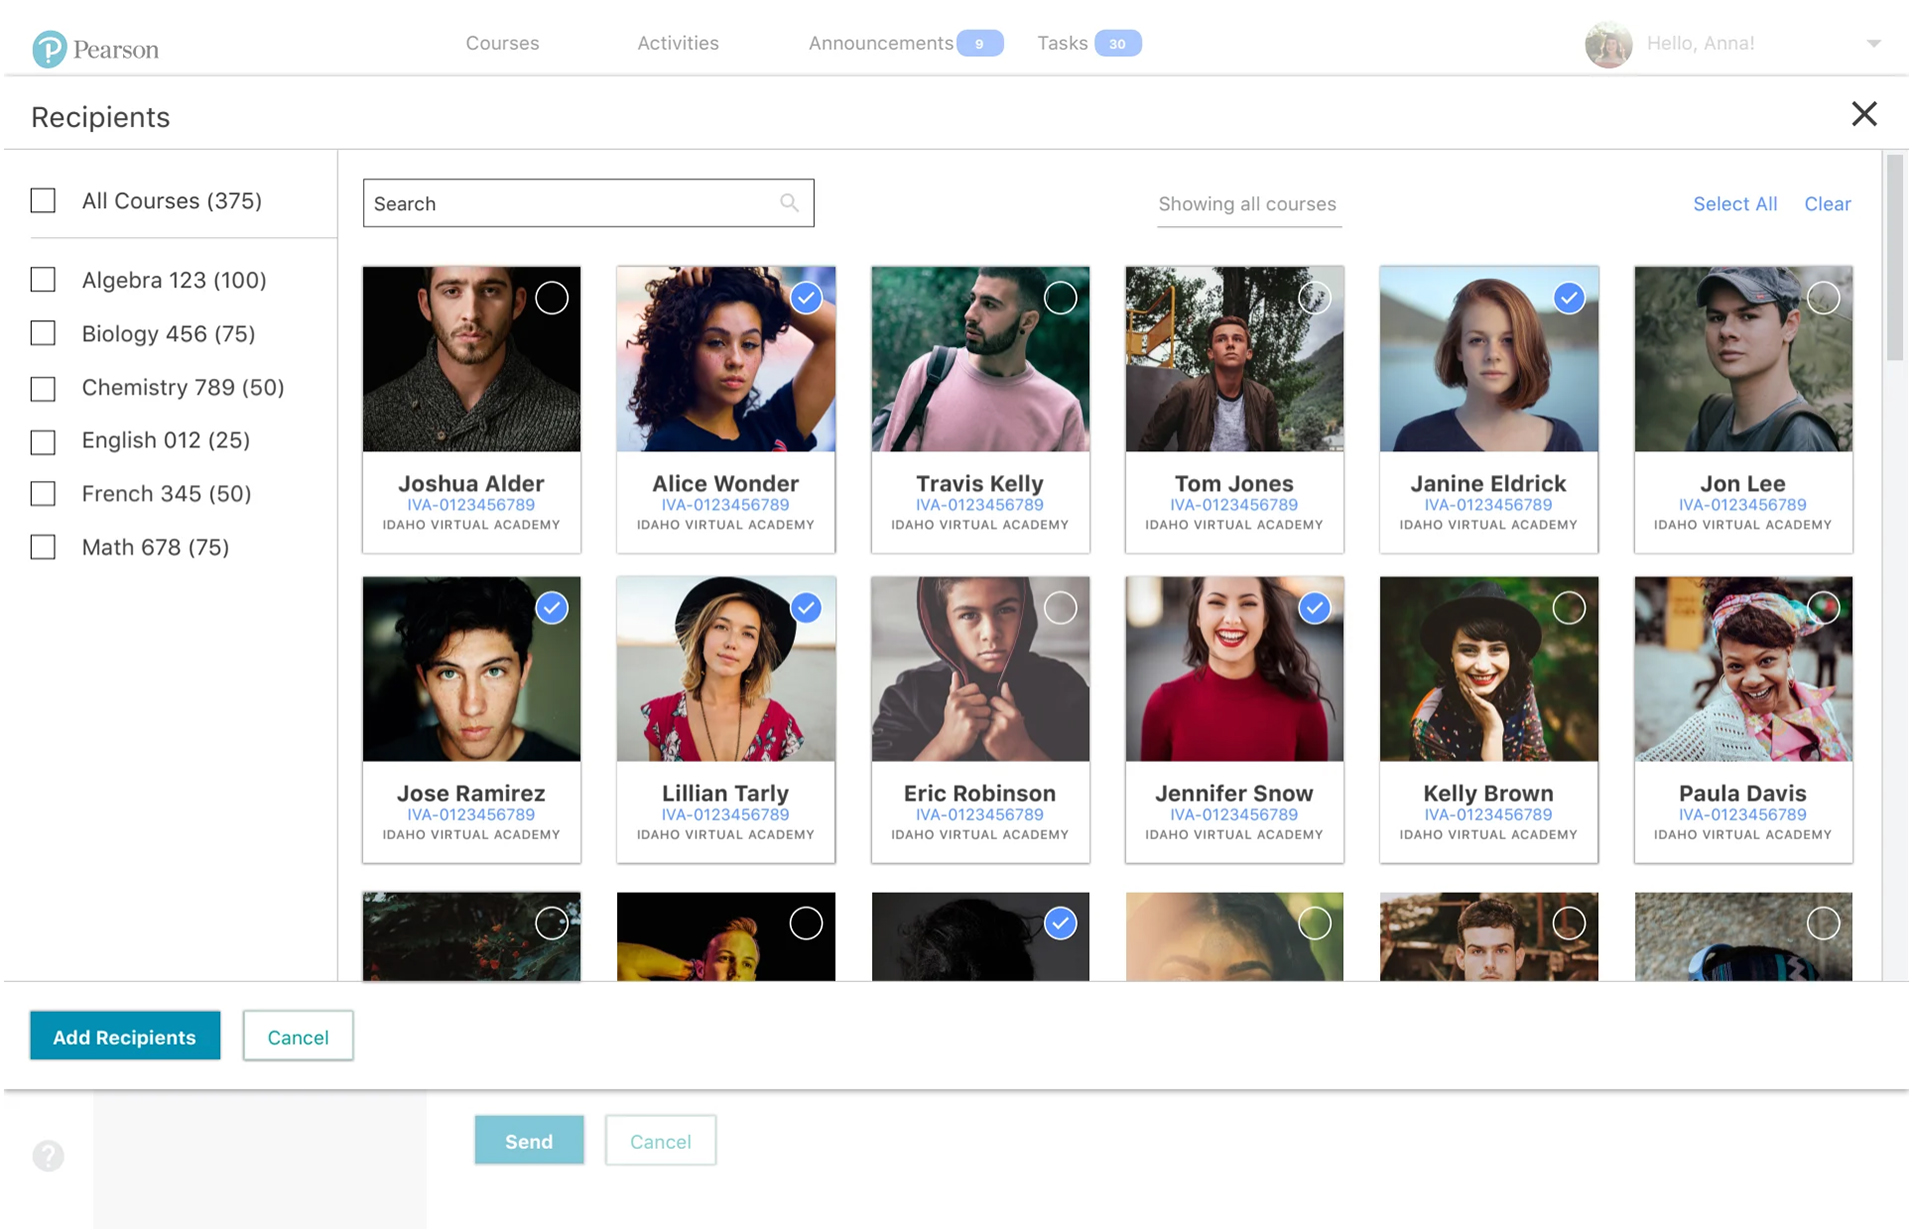 Pearson
Courses
Activities
Announcements 9
Tasks 30
Hello, Anna!
Recipients
All Courses (375)
Algebra 123 (100)
Biology 456 (75)
Chemistry 789 (50)
English 012 (25)
French 345 (50)
Math 678 (75)
Search
Showing all courses
Select All
Clear
Joshua Alder
IVA-0123456789
IDAHO VIRTUAL ACADEMY
Alice Wonder
IVA-0123456789
IDAHO VIRTUAL ACADEMY
Travis Kelly
IVA-0123456789
IDAHO VIRTUAL ACADEMY
Tom Jones
IVA-0123456789
IDAHO VIRTUAL ACADEMY
Janine Eldrick
IVA-0123456789
IDAHO VIRTUAL ACADEMY
Jon Lee
IVA-0123456789
IDAHO VIRTUAL ACADEMY
Jose Ramirez
IVA-0123456789
IDAHO VIRTUAL ACADEMY
Lillian Tarly
IVA-0123456789
IDAHO VIRTUAL ACADEMY
Eric Robinson
IVA-0123456789
IDAHO VIRTUAL ACADEMY
Jennifer Snow
IVA-0123456789
IDAHO VIRTUAL ACADEMY
Kelly Brown
IVA-0123456789
IDAHO VIRTUAL ACADEMY
Paula Davis
IVA-0123456789
IDAHO VIRTUAL ACADEMY
Add Recipients
Cancel
?
Send
Cancel